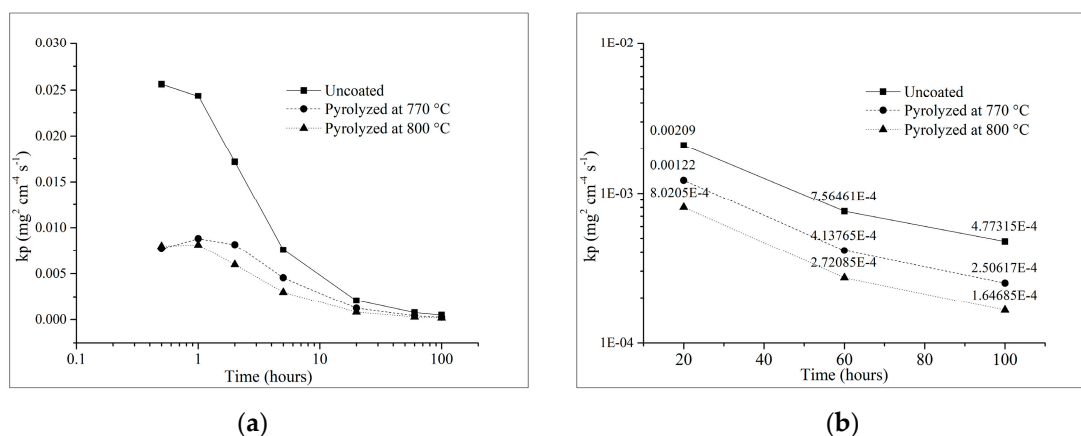 0.030
0.025
0.020
0.015
0.010
0.005
0.000
kp (mg² cm⁻⁴ s⁻¹)
Uncoated
Pyrolyzed at 770 °C
Pyrolyzed at 800 °C
0.1
1
10
100
Time (hours)
(a)
1E-02
1E-03
1E-04
kp (mg² cm⁻⁴ s⁻¹)
Uncoated
Pyrolyzed at 770 °C
Pyrolyzed at 800 °C
0.00209
0.00122
8.0205E-4
7.56461E-4
4.13765E-4
2.72085E-4
4.77315E-4
2.50617E-4
1.64685E-4
20
40
60
80
100
Time (hours)
(b)